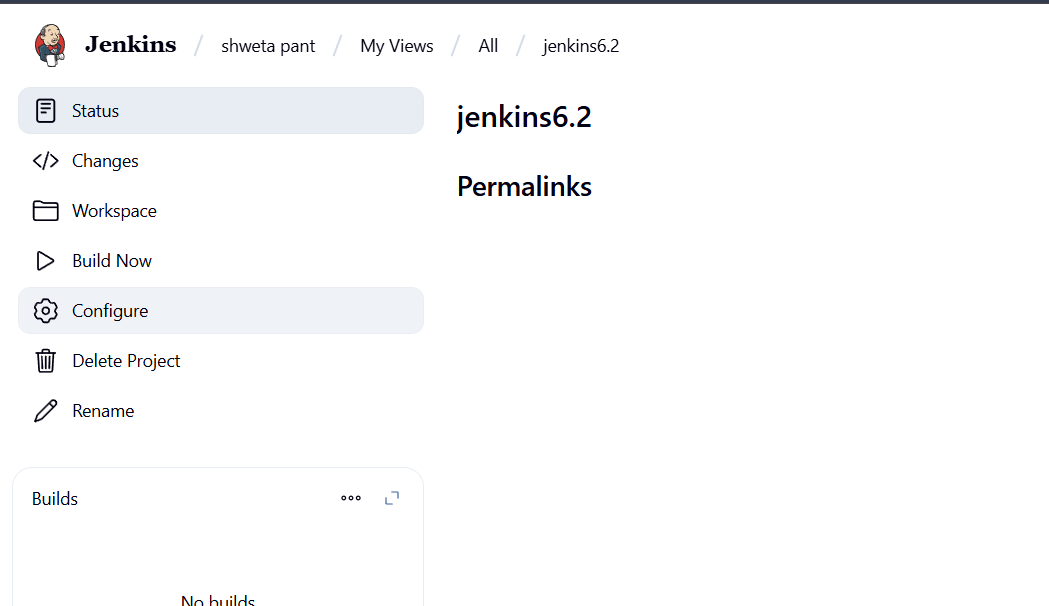 Jenkins / shweta pant / My Views / All / jenkins6.2
Status
Changes
Workspace
Build Now
Configure
Delete Project
Rename
Builds
No builds
jenkins6.2
Permalinks